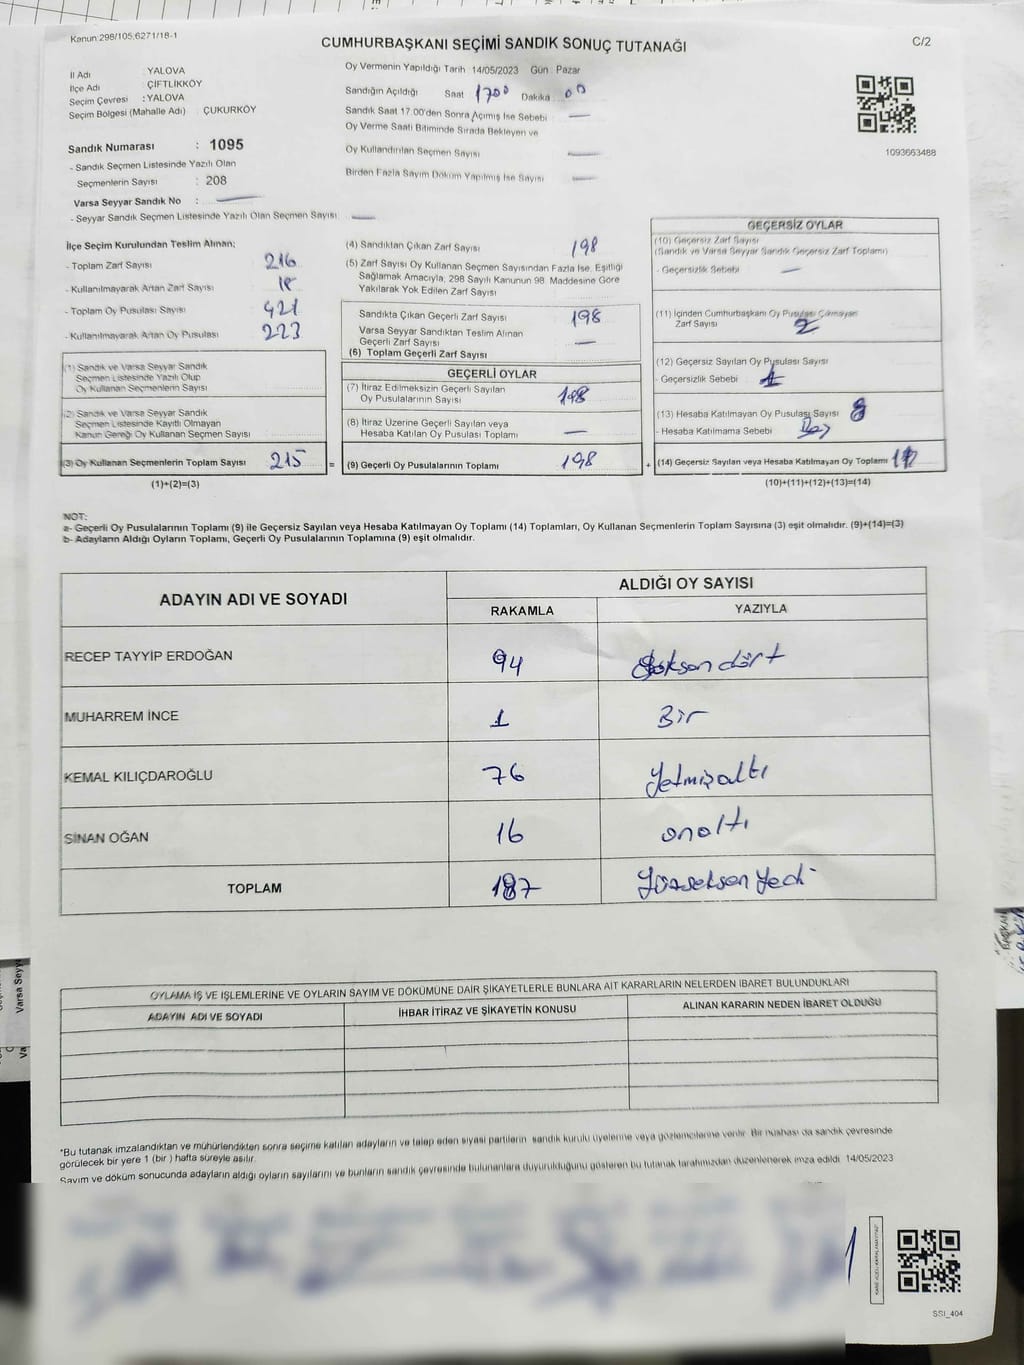 Kanun:298/105;6271/18-1
CUMHURBAŞKANI SEÇİMİ SANDIK SONUÇ TUTANAĞI
C/2
İl Adı : YALOVA
İlçe Adı : ÇİFTLİKKÖY
Seçim Çevresi : YALOVA
Seçim Bölgesi (Mahalle Adı) : ÇUKURKÖY
Sandık Numarası : 1095
- Sandık Seçmen Listesinde Yazılı Olan
Seçmenlerin Sayısı : 208
Varsa Seyyar Sandık No : —
- Seyyar Sandık Seçmen Listesinde Yazılı Olan Seçmen Sayısı —
Oy Vermenin Yapıldığı Tarih 14/05/2023 Gün Pazar
Sandığın Açıldığı Saat 1700 Dakika 00
Sandık Saat 17.00'den Sonra Açımış İse Sebebi —
Oy Verme Saati Bitiminde Sırada Bekleyen ve
Oy Kullandırılan Seçmen Sayısı —
Birden Fazla Sayım Döküm Yapılmış İse Sayısı —
1093663488
İlçe Seçim Kurulundan Teslim Alınan;
- Toplam Zarf Sayısı 216
- Kullanılmayarak Artan Zarf Sayısı
- Toplam Oy Pusulası Sayısı 421
- Kullanılmayarak Artan Oy Pusulası 223
(1) Sandık ve Varsa Seyyar Sandık
Seçmen Listesinde Yazılı Olup
Oy Kullanan Seçmenlerin Sayısı
(2) Sandık ve Varsa Seyyar Sandık
Seçmen Listesinde Kayıtlı Olmayan
Kanun Gereği Oy Kullanan Seçmen Sayısı
(3) Oy Kullanan Seçmenlerin Toplam Sayısı 215 =
(1)+(2)=(3)
(4) Sandıktan Çıkan Zarf Sayısı 198
(5) Zarf Sayısı Oy Kullanan Seçmen Sayısından Fazla İse, Eşitliği
Sağlamak Amacıyla; 298 Sayılı Kanunun 98. Maddesine Göre
Yakılarak Yok Edilen Zarf Sayısı
Sandıkta Çıkan Geçerli Zarf Sayısı 198
Varsa Seyyar Sandıktan Teslim Alınan
Geçerli Zarf Sayısı —
(6) Toplam Geçerli Zarf Sayısı
GEÇERLİ OYLAR
(7) İtiraz Edilmeksizin Geçerli Sayılan
Oy Pusulalarının Sayısı 198
(8) İtiraz Üzerine Geçerli Sayılan veya
Hesaba Katılan Oy Pusulası Toplamı —
(9) Geçerli Oy Pusulalarının Toplamı 198 +
GEÇERSİZ OYLAR
(10) Geçersiz Zarf Sayısı
(Sandık ve Varsa Seyyar Sandık Geçersiz Zarf Toplamı)
- Geçersizlik Sebebi —
(11) İçinden Cumhurbaşkanı Oy Pusulası Çıkmayan
Zarf Sayısı 2
(12) Geçersiz Sayılan Oy Pusulası Sayısı
- Geçersizlik Sebebi
(13) Hesaba Katılmayan Oy Pusulası Sayısı
- Hesaba Katılmama Sebebi
(14) Geçersiz Sayılan veya Hesaba Katılmayan Oy Toplamı
(10)+(11)+(12)+(13)=(14)
NOT:
a- Geçerli Oy Pusulalarının Toplamı (9) ile Geçersiz Sayılan veya Hesaba Katılmayan Oy Toplamı (14) Toplamları, Oy Kullanan Seçmenlerin Toplam Sayısına (3) eşit olmalıdır. (9)+(14)=(3)
b- Adayların Aldığı Oyların Toplamı, Geçerli Oy Pusulalarının Toplamına (9) eşit olmalıdır.
ADAYIN ADI VE SOYADI
ALDIĞI OY SAYISI
RAKAMLA YAZIYLA
RECEP TAYYİP ERDOĞAN 94 doksan dört
MUHARREM İNCE 1 Bir
KEMAL KILIÇDAROĞLU 76 Yetmişaltı
SİNAN OĞAN 16 onaltı
TOPLAM 187 Yüzseksen Yedi
OYLAMA İŞ VE İŞLEMLERİNE VE OYLARIN SAYIM VE DÖKÜMÜNE DAİR ŞİKAYETLERLE BUNLARA AİT KARARLARIN NELERDEN İBARET BULUNDUKLARI
ADAYIN ADI VE SOYADI İHBAR İTİRAZ VE ŞİKAYETİN KONUSU ALINAN KARARIN NEDEN İBARET OLDUĞU
*Bu tutanak imzalandıktan ve mühürlendikten sonra seçime katılan adayların ve talep eden siyasi partilerin sandık kurulu üyelerine veya gözlemcilerine verilir. Bir nüshası da sandık çevresinde
görülecek bir yere 1 (bir) hafta süreyle asılır.
Sayım ve döküm sonucunda adayların aldığı oyların sayılarını ve bunların sandık çevresinde bulunanlara duyurulduğunu gösteren bu tutanak tarafımızdan düzenlenerek imza edildi 14/05/2023
SSI_404